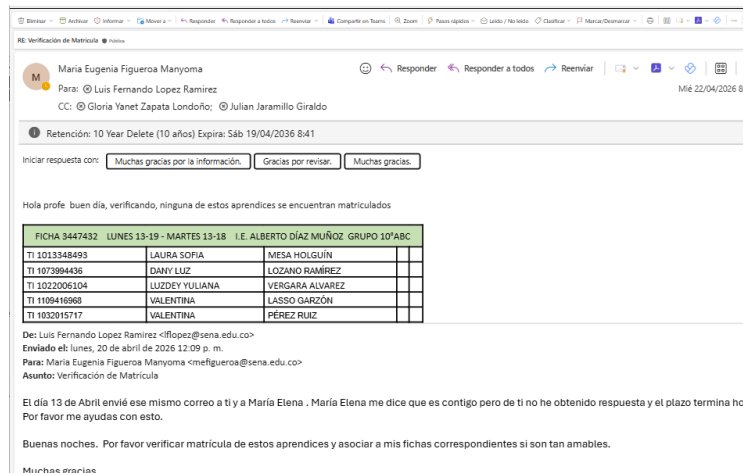 Eliminar Archivar Informar Mover a Responder Responder a todos Reenviar Compartir en Teams Zoom Pasos rápidos Leído / No leído Clasificar Marcar/Desmarcar
RE: Verificación de Matricula Pública
M
Maria Eugenia Figueroa Manyoma
Responder Responder a todos Reenviar
Para: Luis Fernando Lopez Ramirez
Mié 22/04/2026 8
CC: Gloria Yanet Zapata Londoño; Julian Jaramillo Giraldo
Retención: 10 Year Delete (10 años) Expira: Sáb 19/04/2036 8:41
Iniciar respuesta con: Muchas gracias por la información. Gracias por revisar. Muchas gracias.
Hola profe buen día, verificando, ninguna de estos aprendices se encuentran matriculados
FICHA 3447432 LUNES 13-19 - MARTES 13-18 I.E. ALBERTO DÍAZ MUÑOZ GRUPO 10°ABC
TI 1013348493 LAURA SOFIA MESA HOLGUÍN
TI 1073994436 DANY LUZ LOZANO RAMÍREZ
TI 1022006104 LUZDEY YULIANA VERGARA ALVAREZ
TI 1109416968 VALENTINA LASSO GARZÓN
TI 1032015717 VALENTINA PÉREZ RUIZ
De: Luis Fernando Lopez Ramirez <lflopez@sena.edu.co>
Enviado el: lunes, 20 de abril de 2026 12:09 p. m.
Para: Maria Eugenia Figueroa Manyoma <mefigueroa@sena.edu.co>
Asunto: Verificación de Matrícula
El día 13 de Abril envié ese mismo correo a ti y a María Elena . María Elena me dice que es contigo pero de ti no he obtenido respuesta y el plazo termina ho
Por favor me ayudas con esto.
Buenas noches. Por favor verificar matrícula de estos aprendices y asociar a mis fichas correspondientes si son tan amables.
Muchas gracias